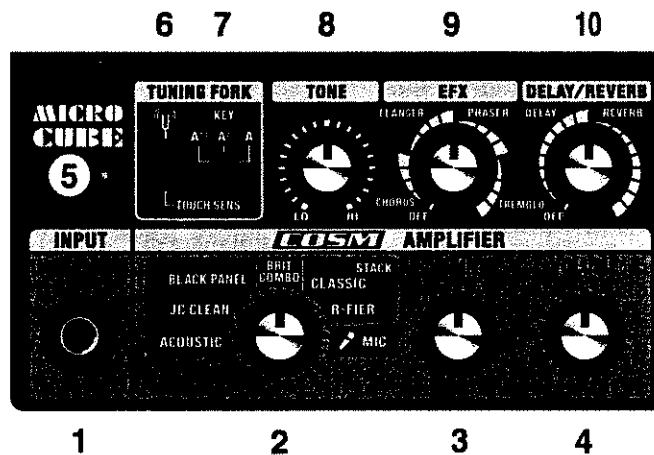 6 7 8 9 10
TUNING FORK TONE EFX DELAY/REVERB
MICRO
CUBE
5
KEY
A♭♭ A♭ A
TOUCH SENS
LO HI
FLANGER PHASER
CHORUS TREMOLO
OFF
DELAY REVERB
OFF
INPUT COSM AMPLIFIER
BLACK PANEL
BRIT
COMBO
STACK
CLASSIC
JC CLEAN R-FIER
ACOUSTIC MIC
1 2 3 4